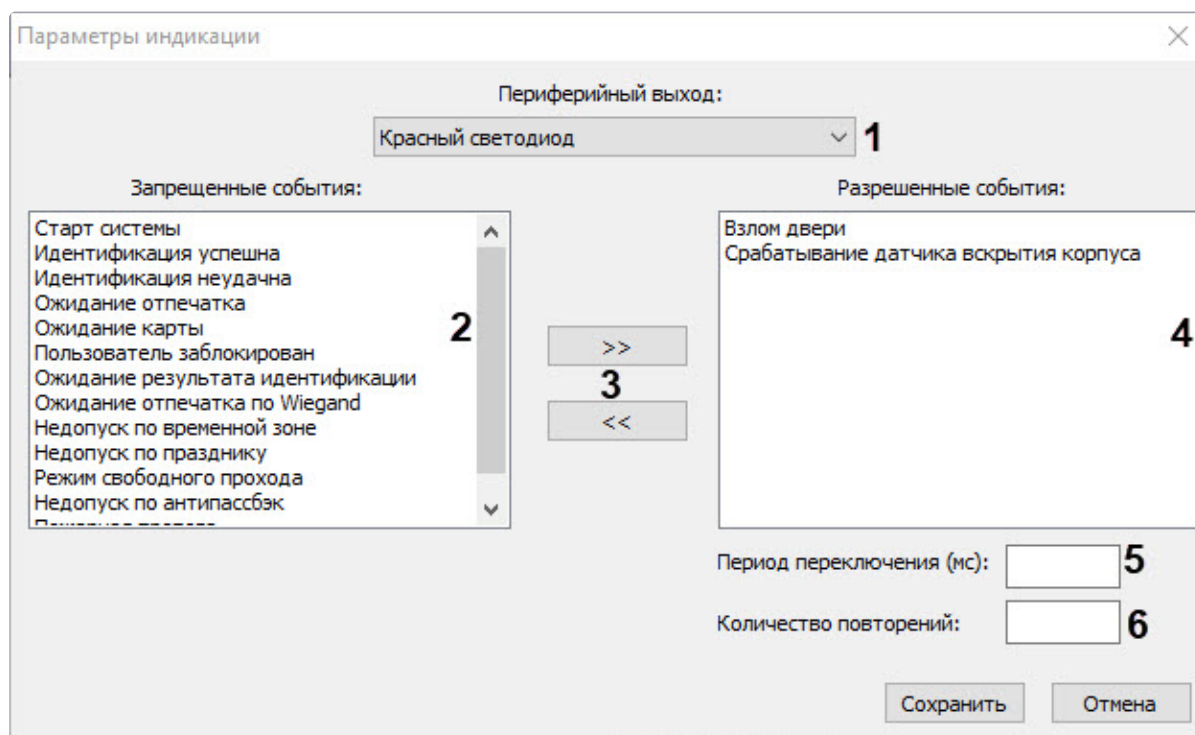 Параметры индикации
Периферийный выход:
Красный светодиод
1
Запрещенные события:
Старт системы
Идентификация успешна
Идентификация неудачна
Ожидание отпечатка
Ожидание карты
Пользователь заблокирован
Ожидание результата идентификации
Ожидание отпечатка по Wiegand
Недопуск по временной зоне
Недопуск по празднику
Режим свободного прохода
Недопуск по антипассбэк
2
>>
3
<<
Разрешенные события:
Взлом двери
Срабатывание датчика вскрытия корпуса
4
Период переключения (мс):
5
Количество повторений:
6
Сохранить
Отмена